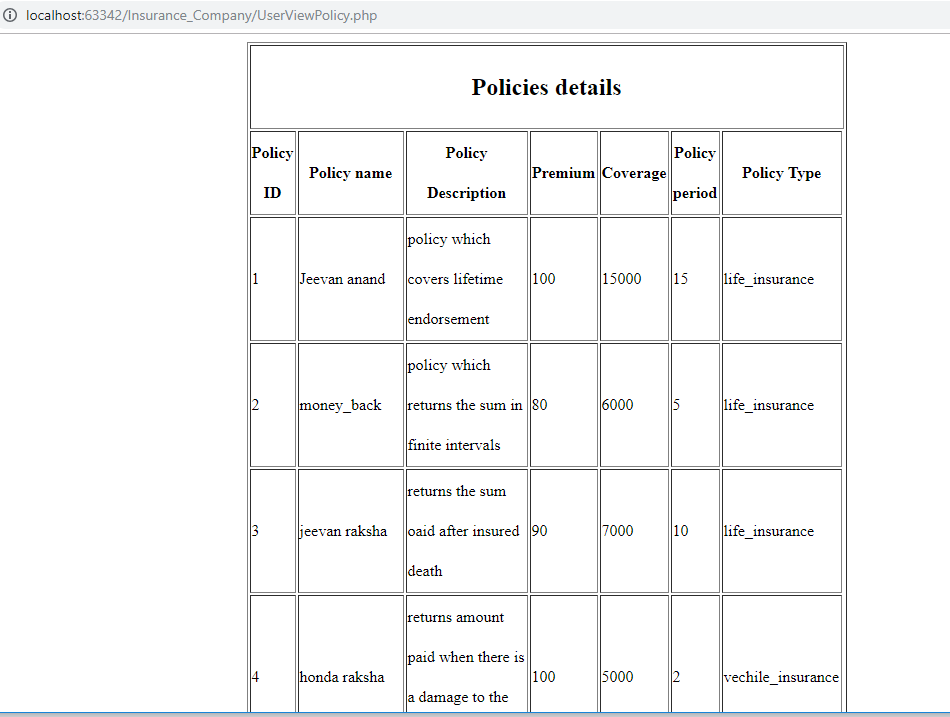 localhost:63342/Insurance_Company/UserViewPolicy.php
Policies details
Policy ID Policy name Policy Description Premium Coverage Policy period Policy Type
1 Jeevan anand policy which covers lifetime endorsement 100 15000 15 life_insurance
2 money_back policy which returns the sum in finite intervals 80 6000 5 life_insurance
3 jeevan raksha returns the sum oaid after insured death 90 7000 10 life_insurance
4 honda raksha returns amount paid when there is a damage to the 100 5000 2 vechile_insurance